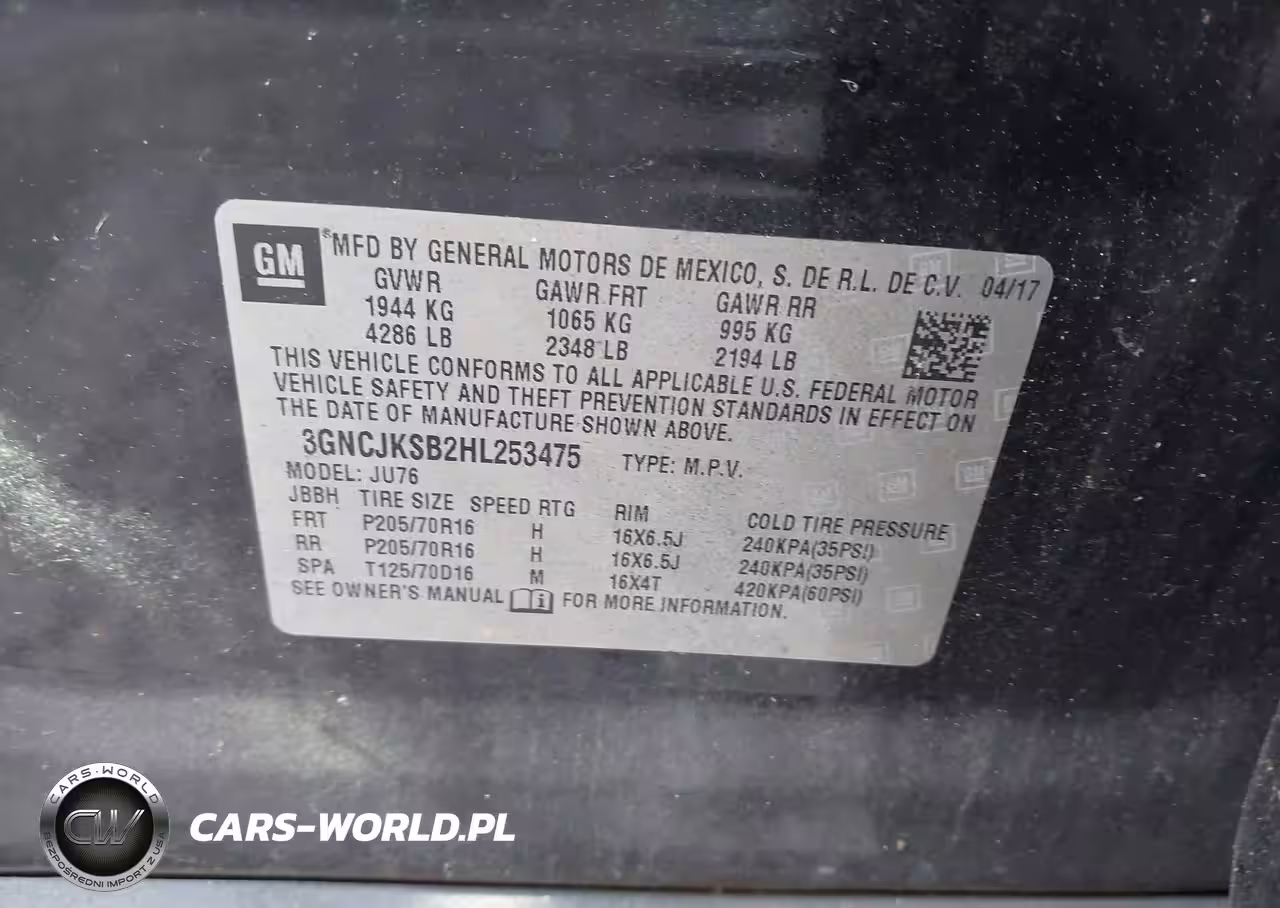 GM
®MFD BY GENERAL MOTORS DE MEXICO, S. DE R.L. DE C.V. 04/17
GVWR GAWR FRT GAWR RR
1944 KG 1065 KG 995 KG
4286 LB 2348 LB 2194 LB
THIS VEHICLE CONFORMS TO ALL APPLICABLE U.S. FEDERAL MOTOR
VEHICLE SAFETY AND THEFT PREVENTION STANDARDS IN EFFECT ON
THE DATE OF MANUFACTURE SHOWN ABOVE.
3GNCJKSB2HL253475 TYPE: M.P.V.
MODEL: JU76
JBBH TIRE SIZE SPEED RTG RIM COLD TIRE PRESSURE
FRT P205/70R16 H 16X6.5J 240KPA(35PSI)
RR P205/70R16 H 16X6.5J 240KPA(35PSI)
SPA T125/70D16 M 16X4T 420KPA(60PSI)
SEE OWNER'S MANUAL FOR MORE INFORMATION.
CARS-WORLD
CW
BEZPOŚREDNI IMPORT Z USA
CARS-WORLD.PL